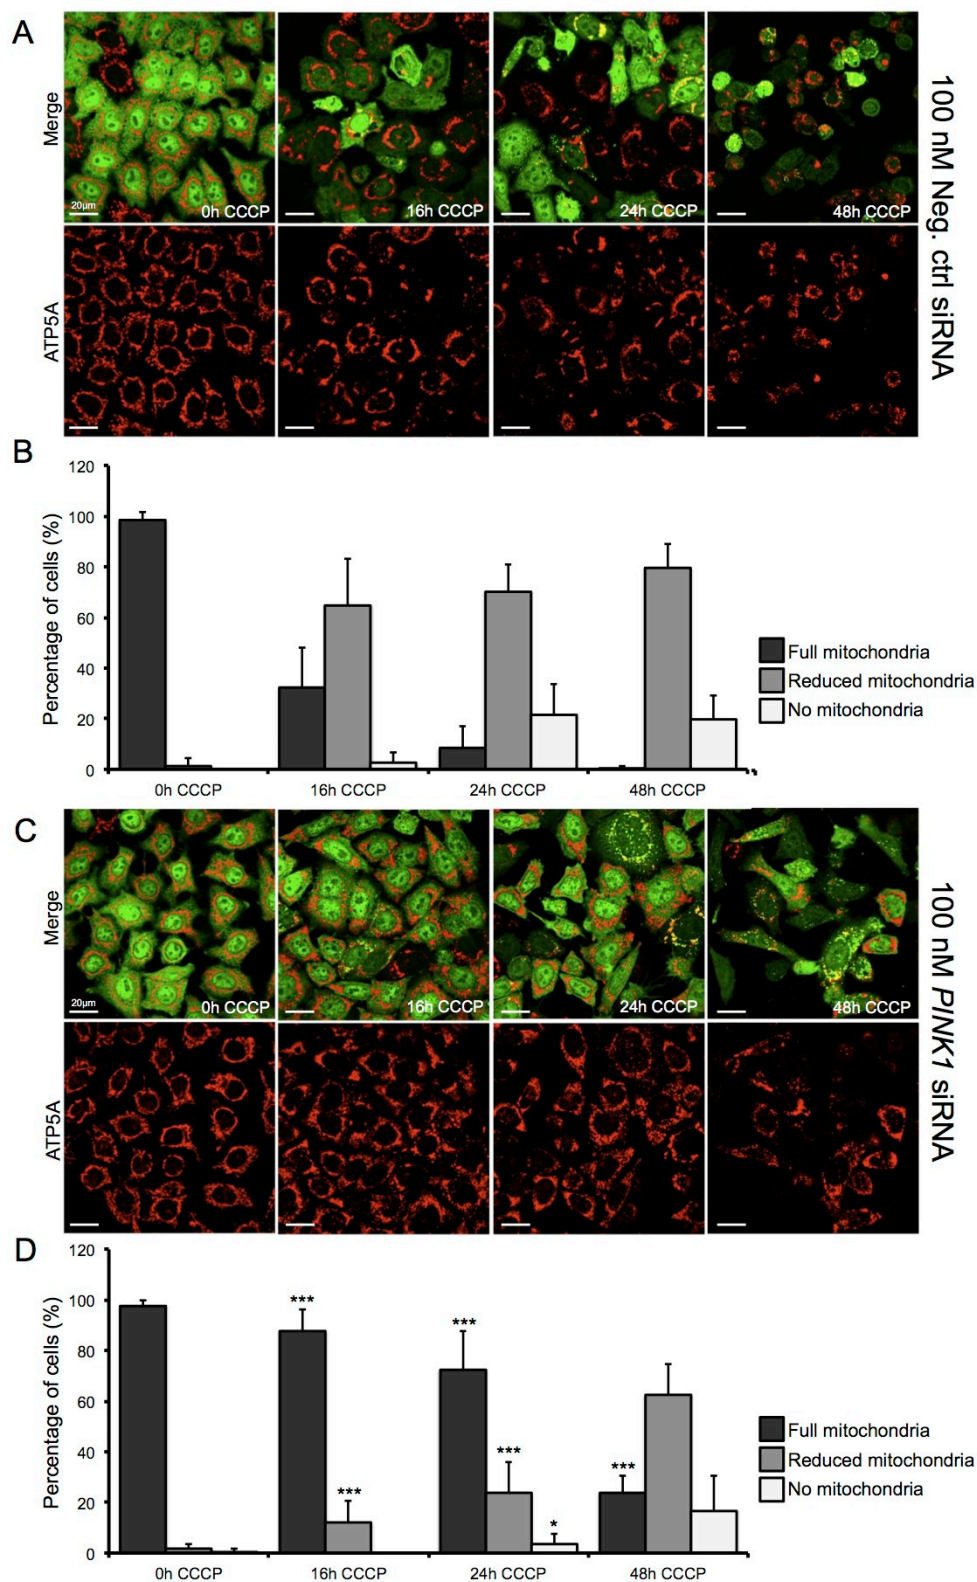 A
Merge
20µm
0h CCCP
16h CCCP
24h CCCP
48h CCCP
ATP5A
100 nM Neg. ctrl siRNA
B
Percentage of cells (%)
120
100
80
60
40
20
0
0h CCCP
16h CCCP
24h CCCP
48h CCCP
Full mitochondria
Reduced mitochondria
No mitochondria
C
Merge
20µm
0h CCCP
16h CCCP
24h CCCP
48h CCCP
ATP5A
100 nM PINK1 siRNA
D
Percentage of cells (%)
120
100
80
60
40
20
0
***
***
***
***
*
***
0h CCCP
16h CCCP
24h CCCP
48h CCCP
Full mitochondria
Reduced mitochondria
No mitochondria